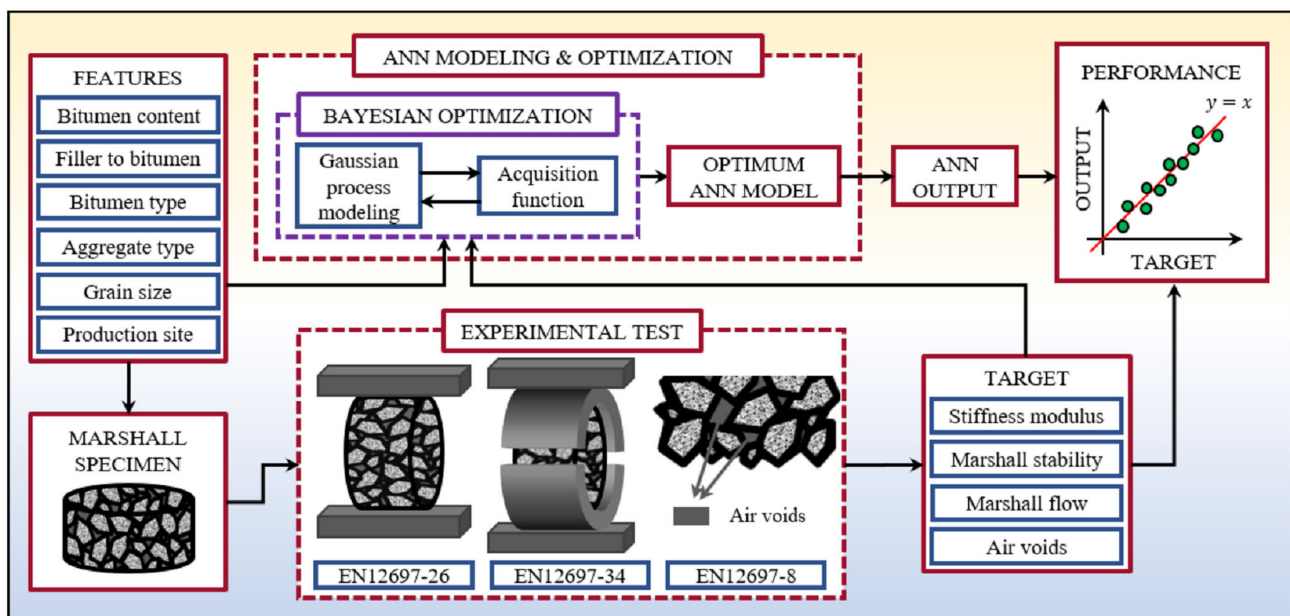 FEATURES
Bitumen content
Filler to bitumen
Bitumen type
Aggregate type
Grain size
Production site
MARSHALL
SPECIMEN
ANN MODELING & OPTIMIZATION
BAYESIAN OPTIMIZATION
Gaussian
process
modeling
Acquisition
function
OPTIMUM
ANN MODEL
ANN
OUTPUT
PERFORMANCE
y = x
OUTPUT
TARGET
EXPERIMENTAL TEST
Air voids
EN12697-26
EN12697-34
EN12697-8
TARGET
Stiffness modulus
Marshall stability
Marshall flow
Air voids